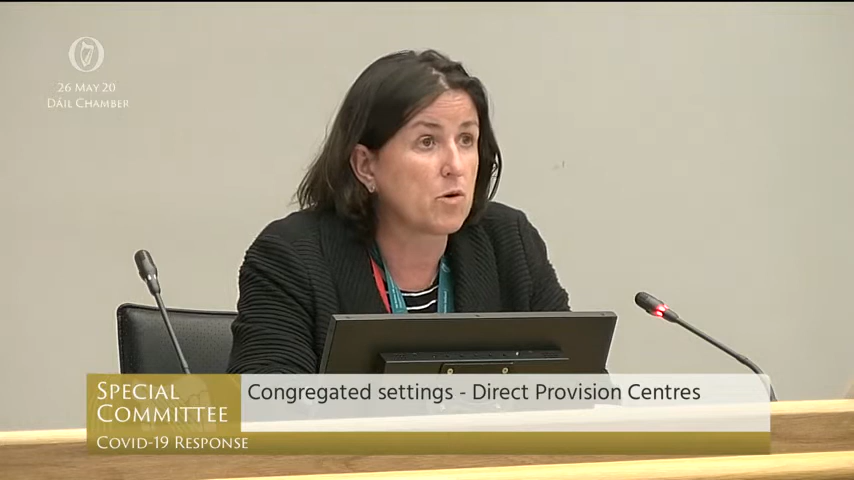 26 May 20
Dáil Chamber
Special
Committee
Congregated settings - Direct Provision Centres
Covid-19 Response